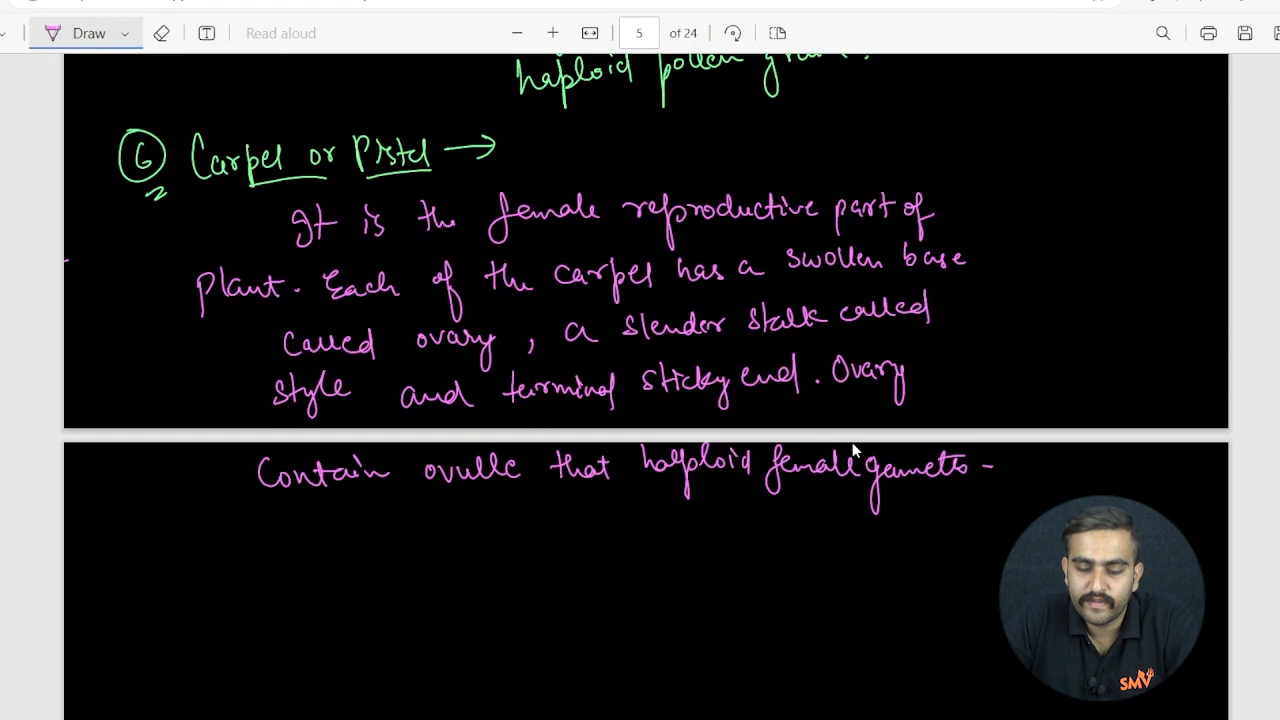 Draw
Read aloud
5 of 24
haploid pollen
6 Carpel or Pistel →
It is the female reproductive part of
plant. Each of the carpel has a swollen base
called ovary, a slender stalk called
style and terminal sticky end. Ovary
Contain ovulle that haploid female gametes -
SMV